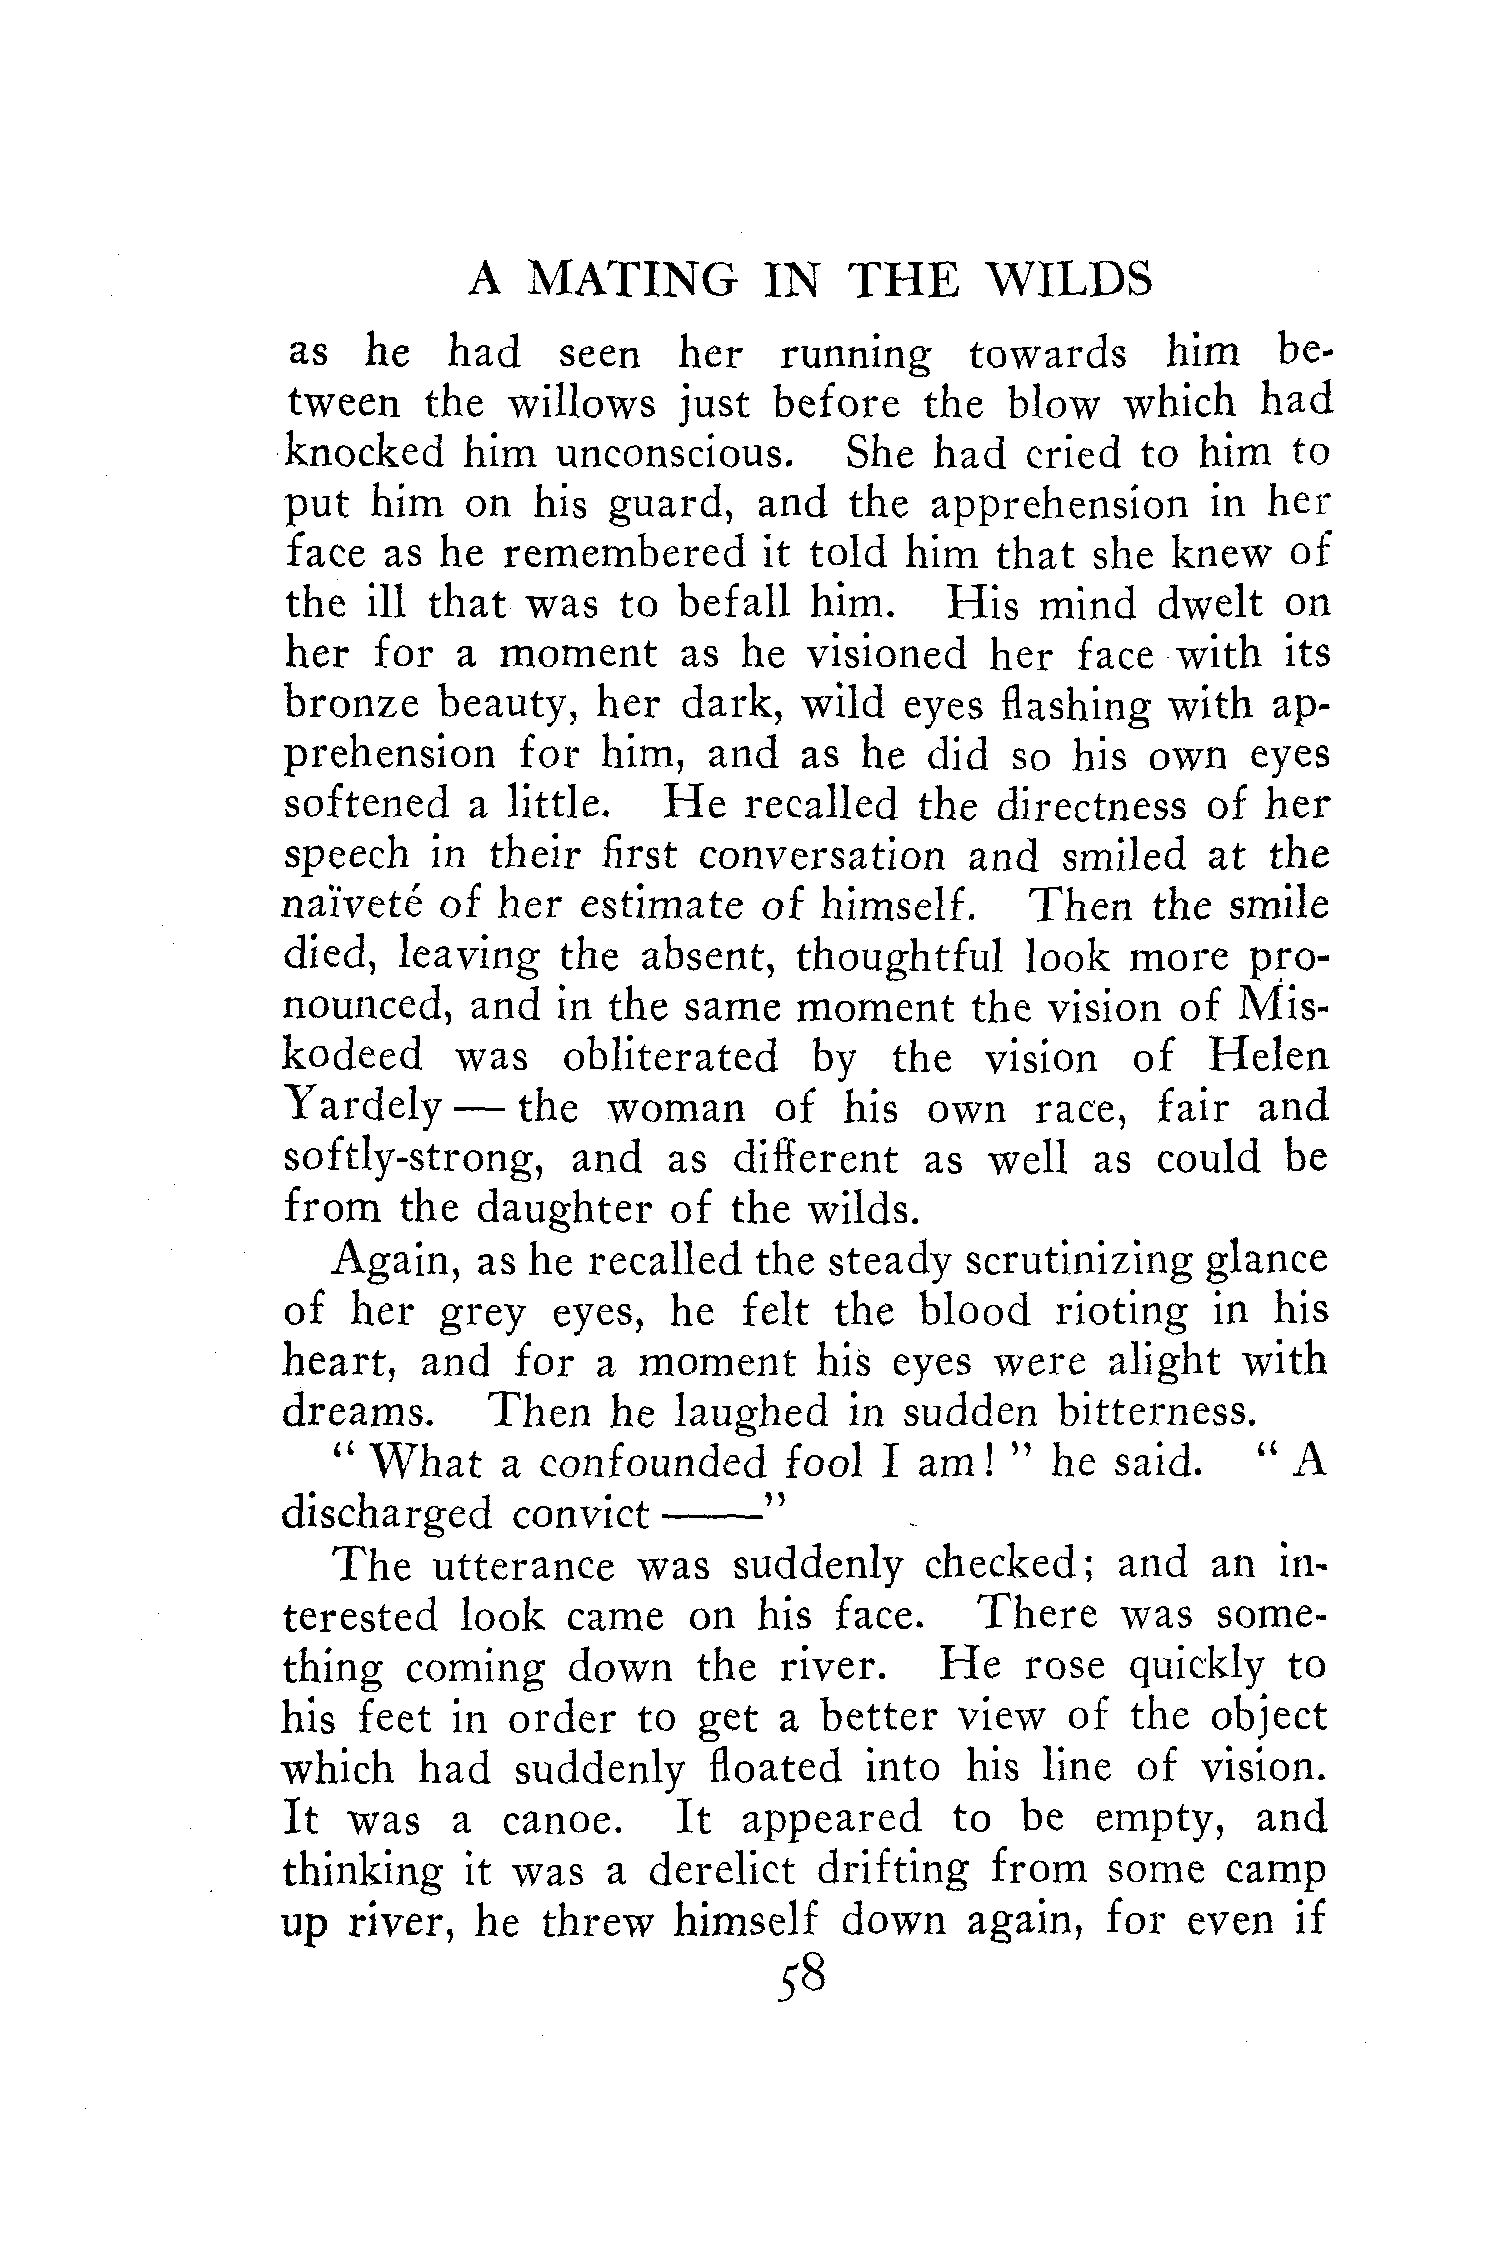 A MATING IN THE WILDS
as he had seen her running towards him be-
tween the willows just before the blow which had
knocked him unconscious. She had cried to him to
put him on his guard, and the apprehension in her
face as he remembered it told him that she knew of
the ill that was to befall him. His mind dwelt on
her for a moment as he visioned her face with its
bronze beauty, her dark, wild eyes flashing with ap-
prehension for him, and as he did so his own eyes
softened a little. He recalled the directness of her
speech in their first conversation and smiled at the
naïveté of her estimate of himself. Then the smile
died, leaving the absent, thoughtful look more pro-
nounced, and in the same moment the vision of Mis-
kodeed was obliterated by the vision of Helen
Yardely — the woman of his own race, fair and
softly-strong, and as different as well as could be
from the daughter of the wilds.
Again, as he recalled the steady scrutinizing glance
of her grey eyes, he felt the blood rioting in his
heart, and for a moment his eyes were alight with
dreams. Then he laughed in sudden bitterness.
" What a confounded fool I am! " he said. " A
discharged convict ——"
The utterance was suddenly checked; and an in-
terested look came on his face. There was some-
thing coming down the river. He rose quickly to
his feet in order to get a better view of the object
which had suddenly floated into his line of vision.
It was a canoe. It appeared to be empty, and
thinking it was a derelict drifting from some camp
up river, he threw himself down again, for even if
58